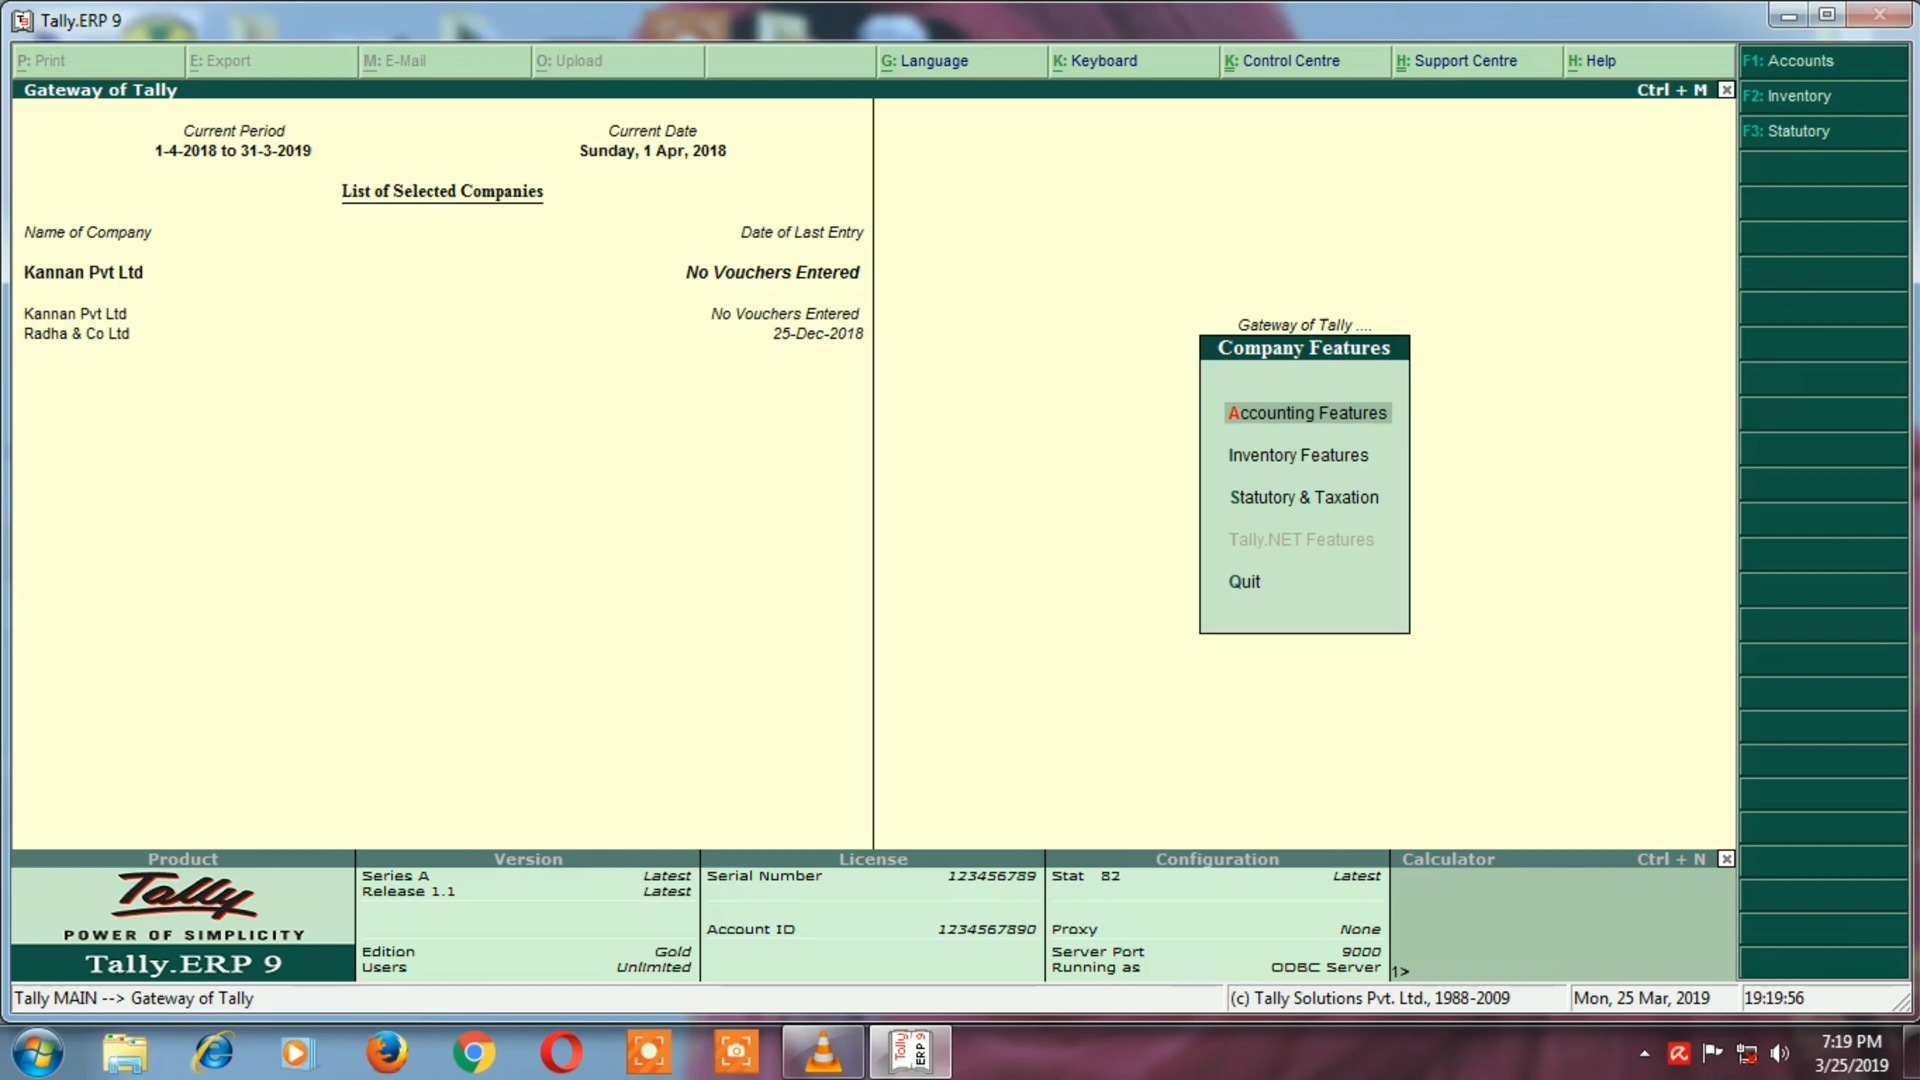 Tally.ERP 9
P: Print
E: Export
M: E-Mail
O: Upload
G: Language
K: Keyboard
K: Control Centre
H: Support Centre
H: Help
F1: Accounts
F2: Inventory
F3: Statutory
Gateway of Tally
Ctrl + M
Current Period
1-4-2018 to 31-3-2019
Current Date
Sunday, 1 Apr, 2018
List of Selected Companies
Name of Company
Date of Last Entry
Kannan Pvt Ltd
No Vouchers Entered
Kannan Pvt Ltd
No Vouchers Entered
Radha & Co Ltd
25-Dec-2018
Gateway of Tally ....
Company Features
Accounting Features
Inventory Features
Statutory & Taxation
Tally.NET Features
Quit
Product
Tally
POWER OF SIMPLICITY
Tally.ERP 9
Version
Series A Latest
Release 1.1 Latest
Edition Gold
Users Unlimited
License
Serial Number 123456789
Account ID 1234567890
Configuration
Stat 82 Latest
Proxy None
Server Port 9000
Running as ODBC Server
Calculator
Ctrl + N
1>
Tally MAIN --> Gateway of Tally
(c) Tally Solutions Pvt. Ltd., 1988-2009
Mon, 25 Mar, 2019
19:19:56
Tally
ERP 9
7:19 PM
3/25/2019